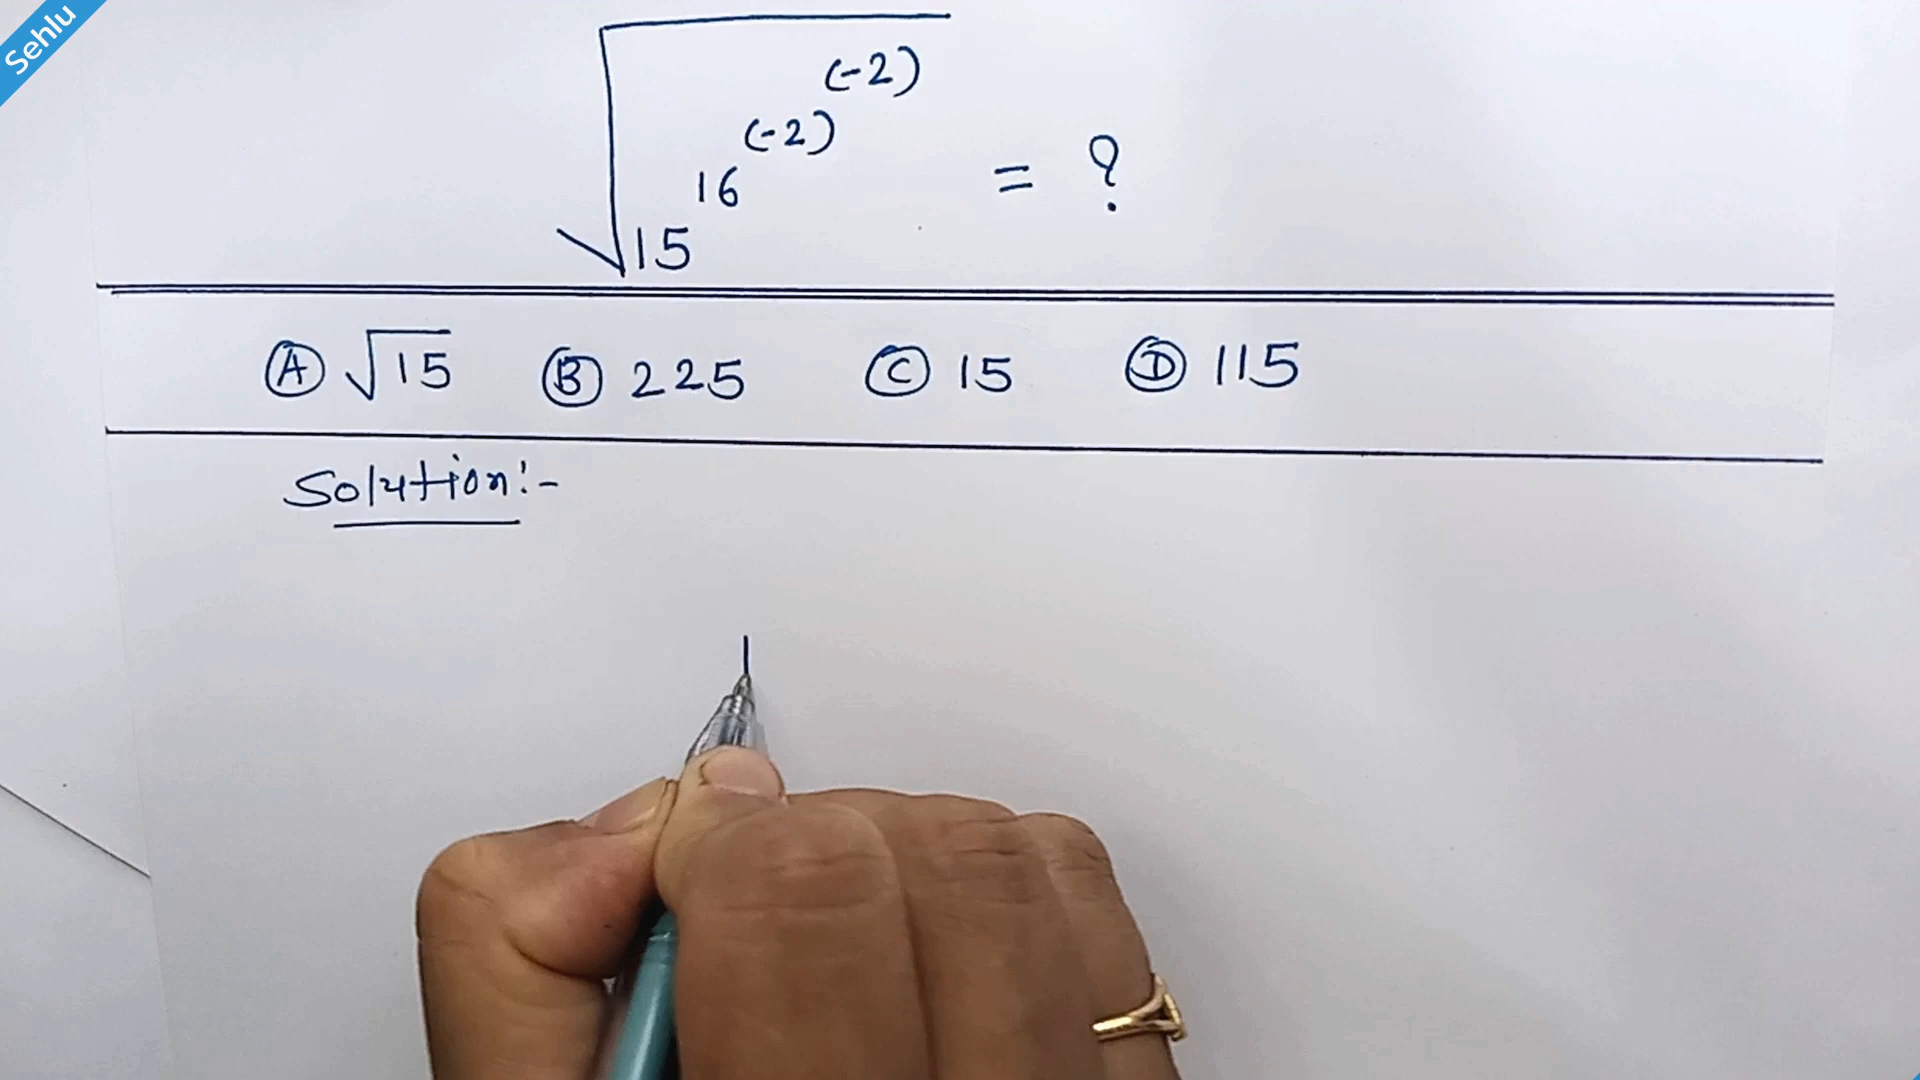 Sehlu
√15^16^(-2)^(-2) = ?
Ⓐ √15 Ⓑ 225 Ⓒ 15 Ⓓ 115
Solution:-